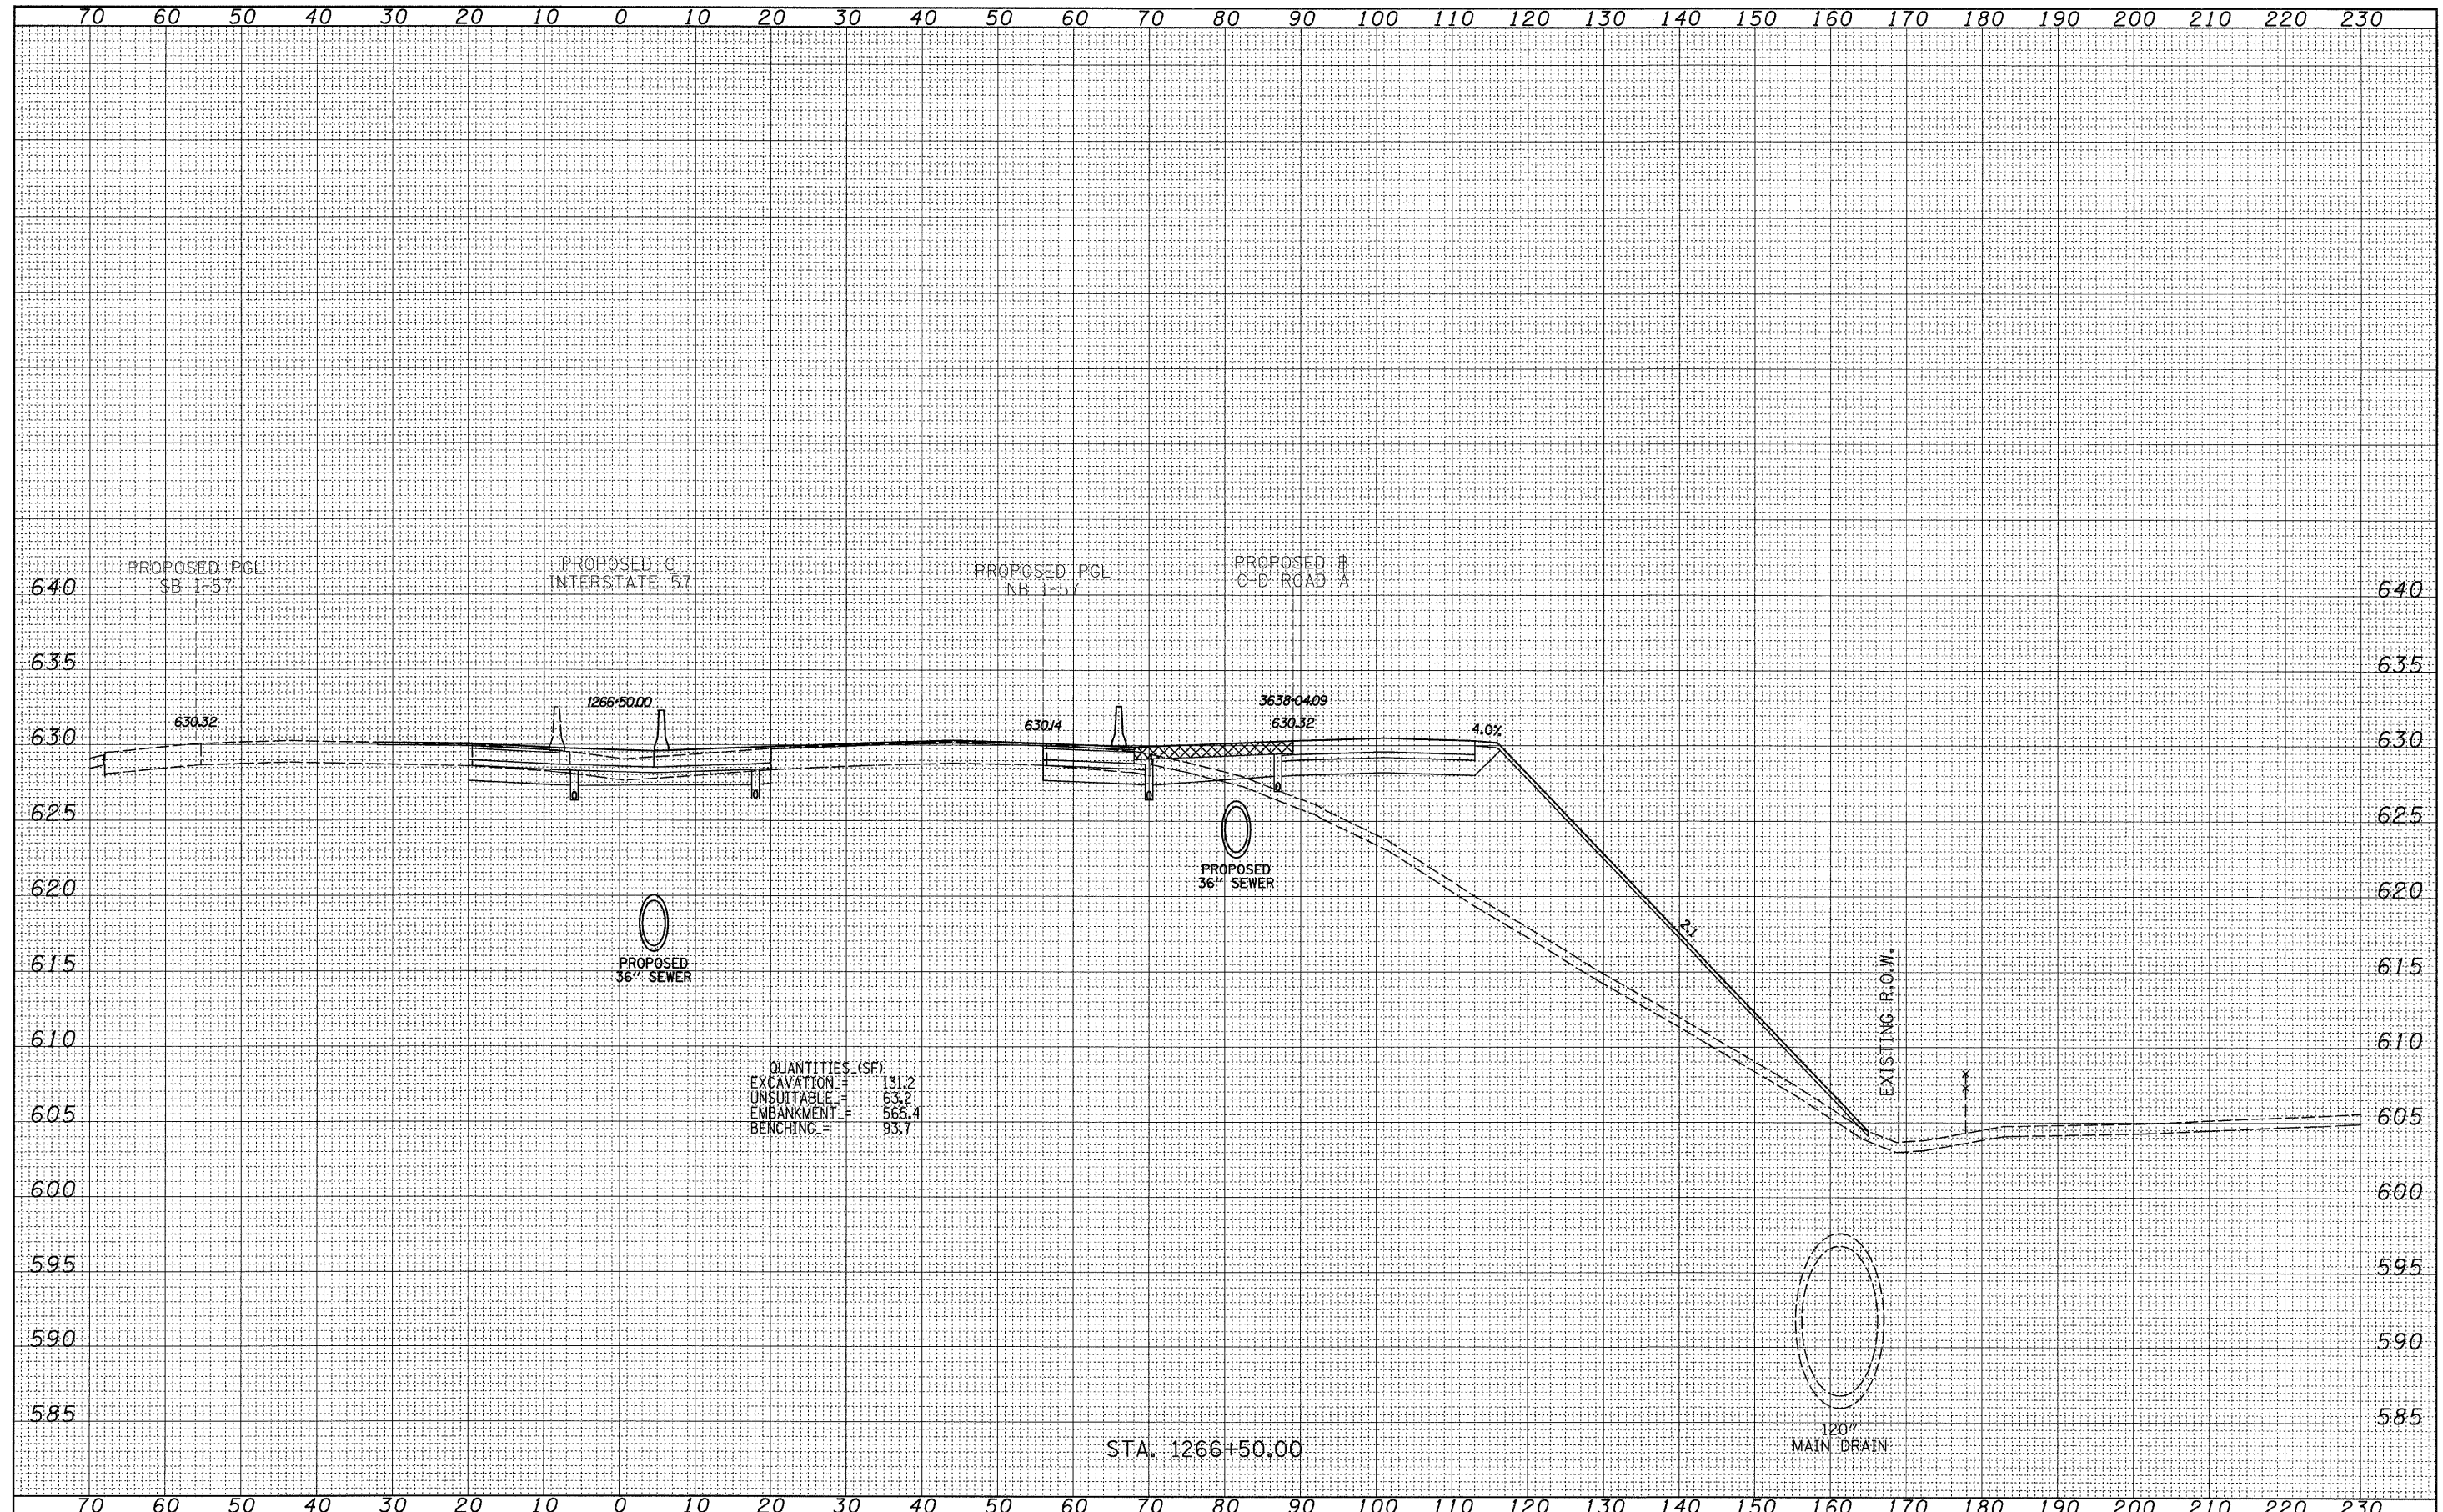 70 60 50 40 30 20 10 0 10 20 30 40 50 60 70 80 90 100 110 120 130 140 150 160 170 180 190 200 210 220 230
PROPOSED PGL
SB I-57
PROPOSED ℄
INTERSTATE 57
PROPOSED PGL
NB I-57
PROPOSED B
C-D ROAD A
640 640
635 635
1266+50.00
3638+04.09
630.32
630.14
630.32
4.0%
630 630
625 625
PROPOSED
36" SEWER
620 620
2:1
PROPOSED
36" SEWER
615 615
EXISTING R.O.W.
610 610
QUANTITIES (SF)
EXCAVATION = 131.2
UNSUITABLE = 63.2
EMBANKMENT = 565.4
BENCHING = 93.7
605 605
600 600
595 595
590 590
585 585
120"
MAIN DRAIN
STA. 1266+50.00
70 60 50 40 30 20 10 0 10 20 30 40 50 60 70 80 90 100 110 120 130 140 150 160 170 180 190 200 210 220 230